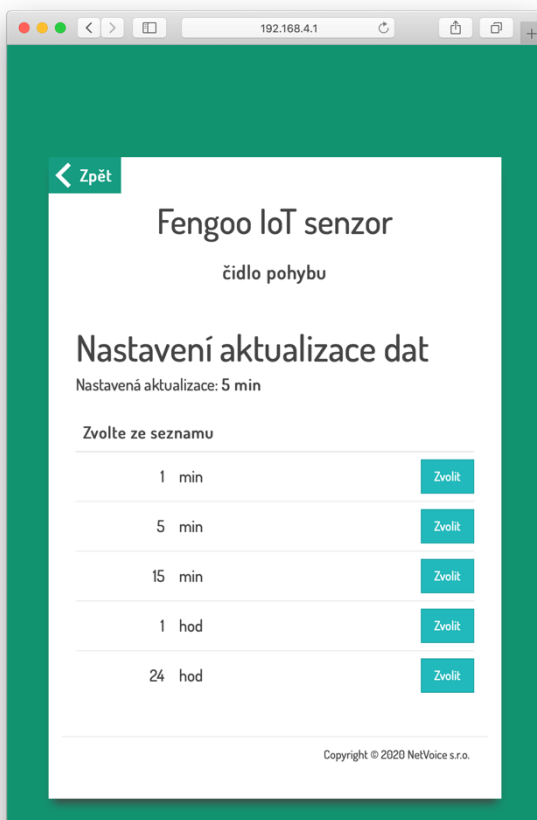 192.168.4.1
Zpět
Fengoo IoT senzor
čidlo pohybu
Nastavení aktualizace dat
Nastavená aktualizace: 5 min
Zvolte ze seznamu
1 min Zvolit
5 min Zvolit
15 min Zvolit
1 hod Zvolit
24 hod Zvolit
Copyright © 2020 NetVoice s.r.o.